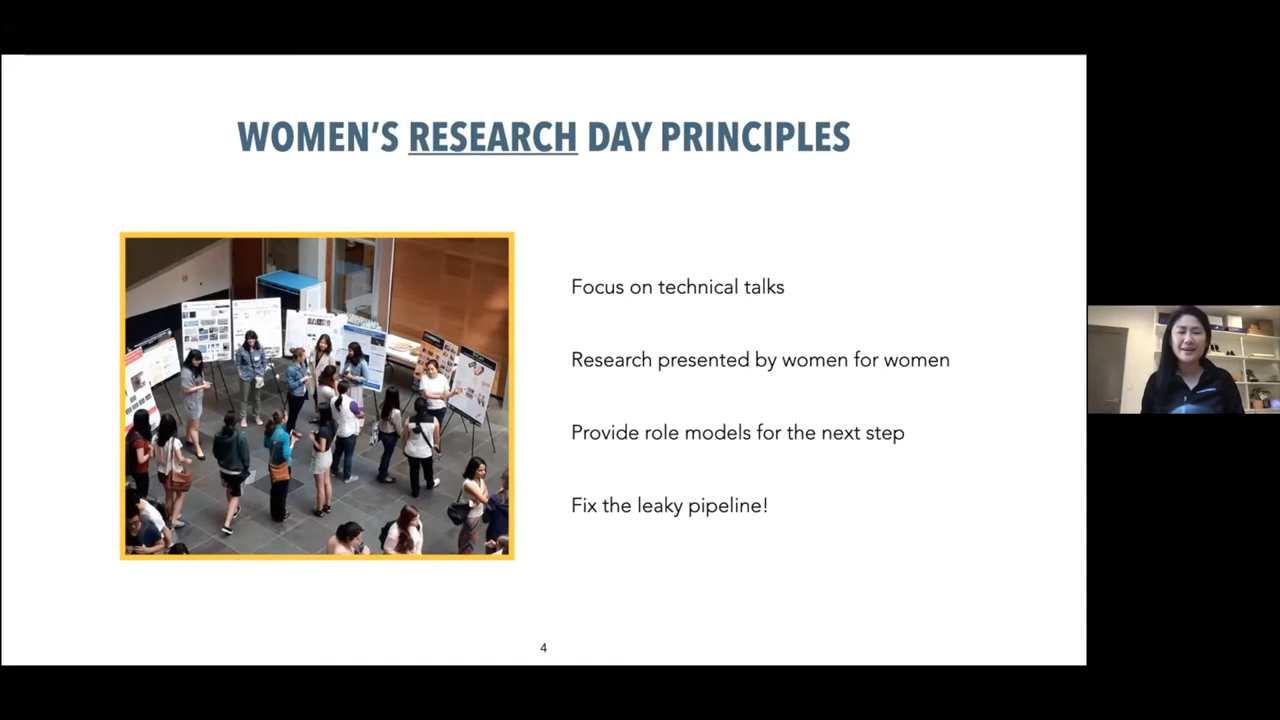 WOMEN'S RESEARCH DAY PRINCIPLES
Focus on technical talks
Research presented by women for women
Provide role models for the next step
Fix the leaky pipeline!
4